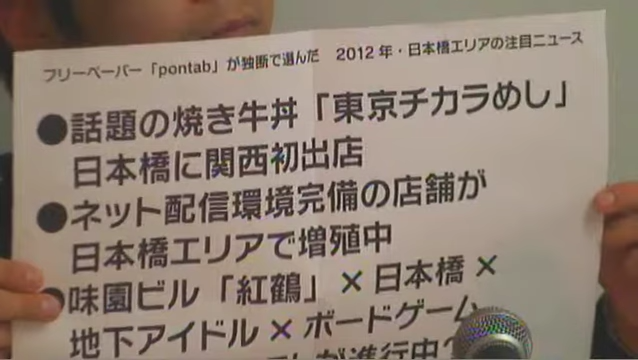 フリーペーパー「pontab」が独断で選んだ 2012年・日本橋エリアの注目ニュース
●話題の焼き牛丼「東京チカラめし」
日本橋に関西初出店
●ネット配信環境完備の店舗が
日本橋エリアで増殖中
●味園ビル「紅鶴」×日本橋×
地下アイドル×ボードゲーム
が進行中?